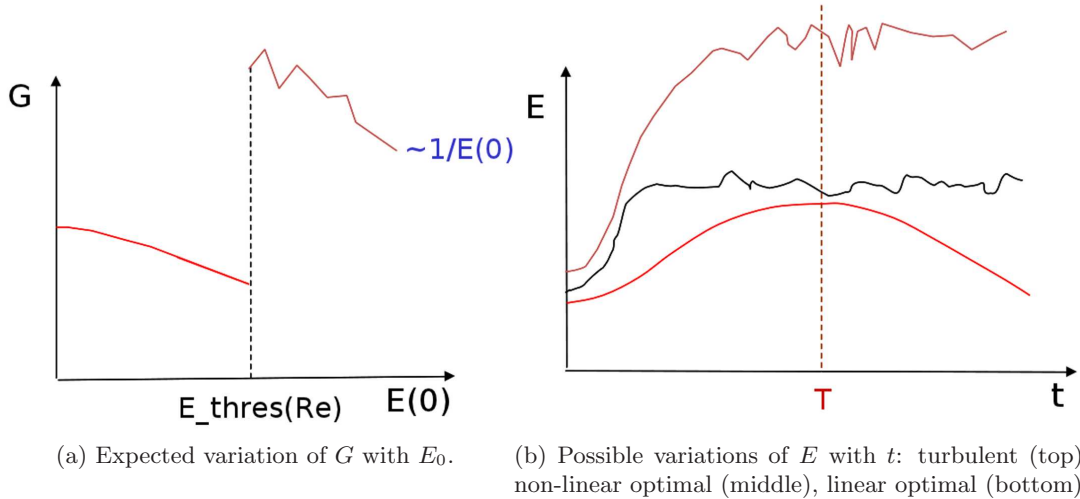 G
~1/E(0)
E_thres(Re)
E(0)
E
T
t
(a) Expected variation of G with E₀.
(b) Possible variations of E with t: turbulent (top)
non-linear optimal (middle), linear optimal (bottom)